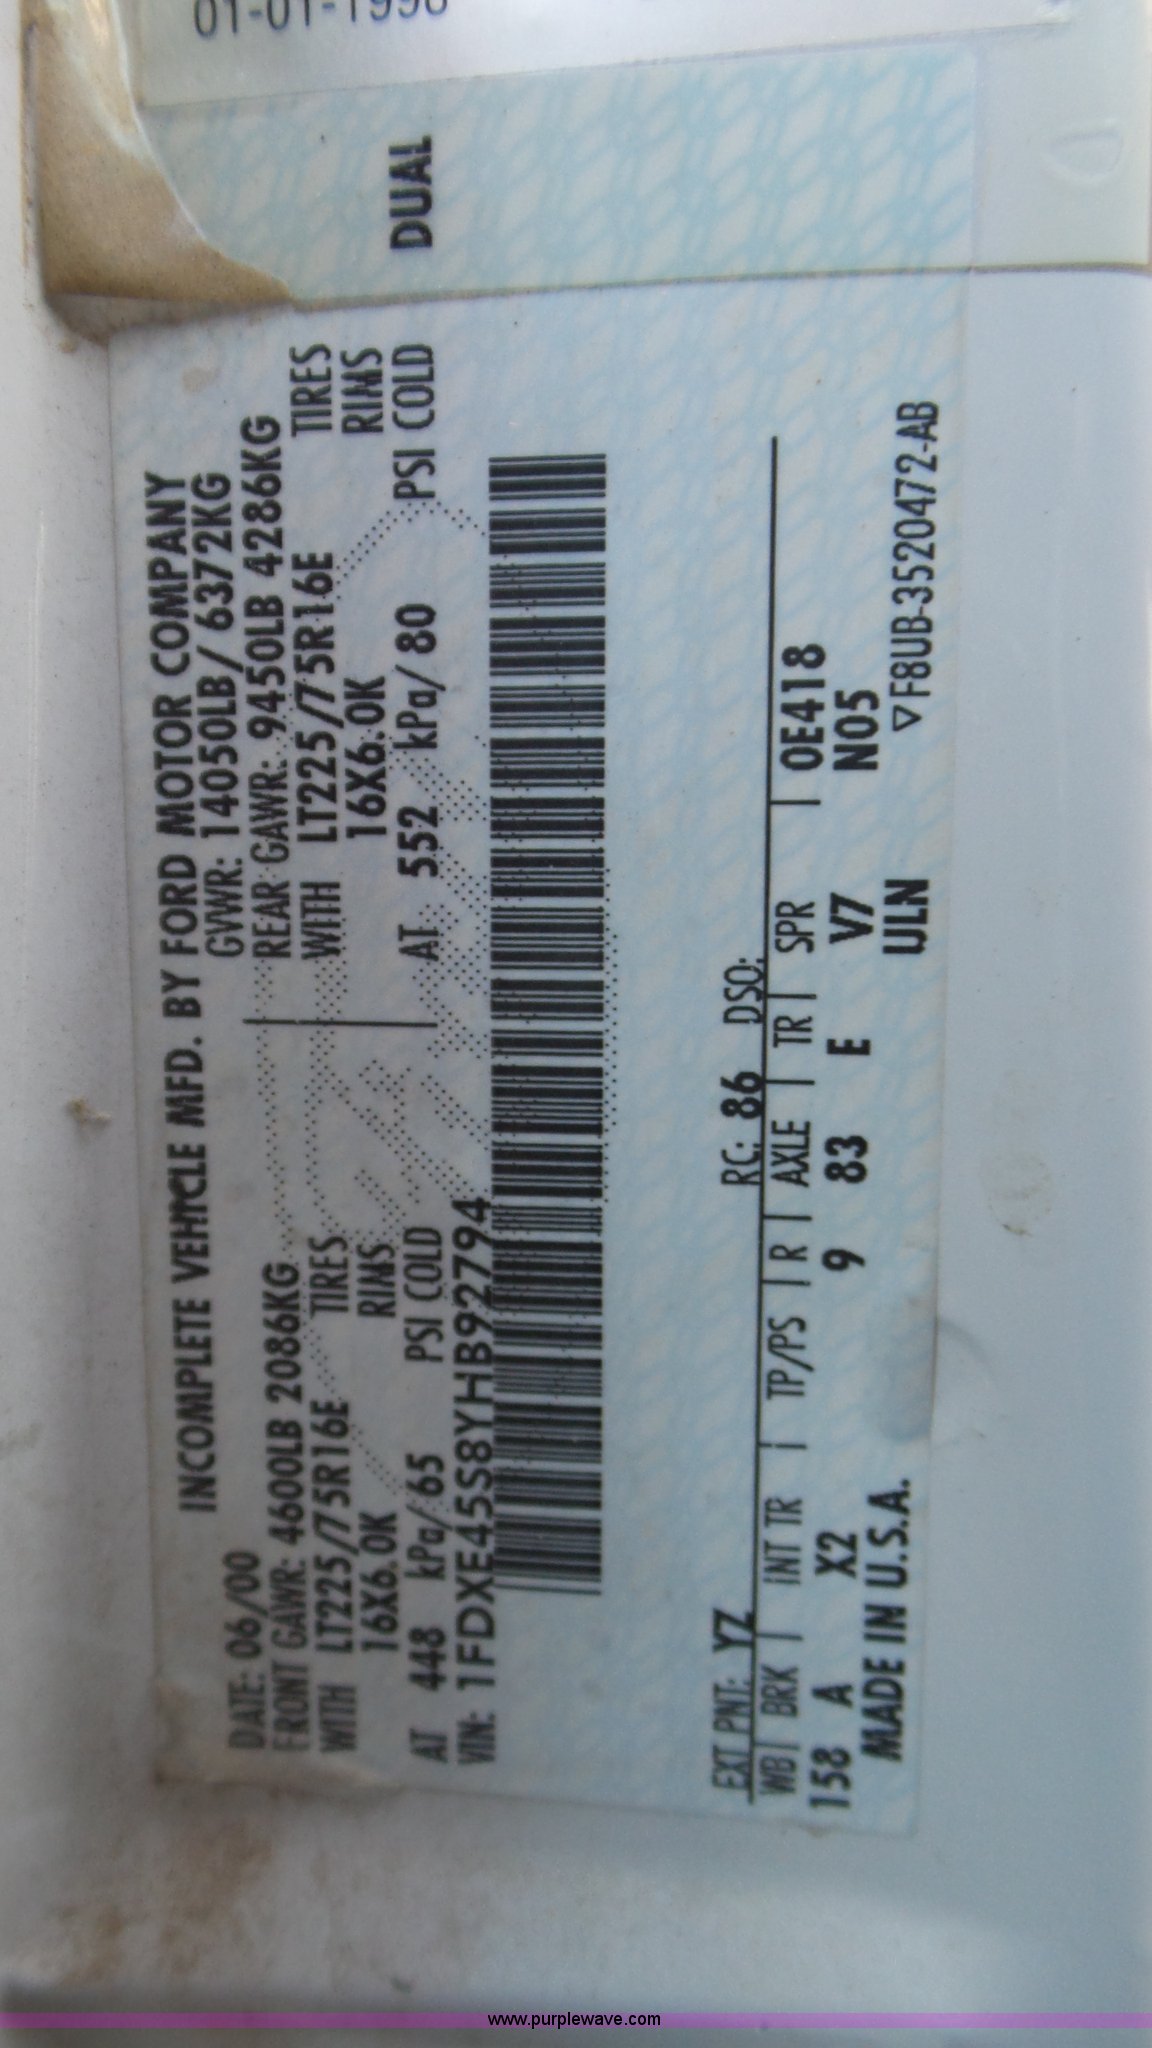 01-01-1998
INCOMPLETE VEHICLE MFD. BY FORD MOTOR COMPANY
DATE: 06/00 GVWR: 14050LB/ 6372KG
FRONT GAWR: 4600LB 2086KG REAR GAWR: 9450LB 4286KG
WITH LT225/75R16E TIRES WITH LT225/75R16E TIRES
16X6.0K RIMS 16X6.0K RIMS
AT 448 kPa/65 PSI COLD AT 552 kPa/80 PSI COLD DUAL
VIN: 1FDXE45S8YHB92794
EXT PNT: YZ RC: 86 DSO:
WB BRK INT TR TP/PS R AXLE TR SPR 0E418
158 A X2 9 83 E V7 N05
MADE IN U.S.A. ULN ▽F8UB-3520472-AB
www.purplewave.com